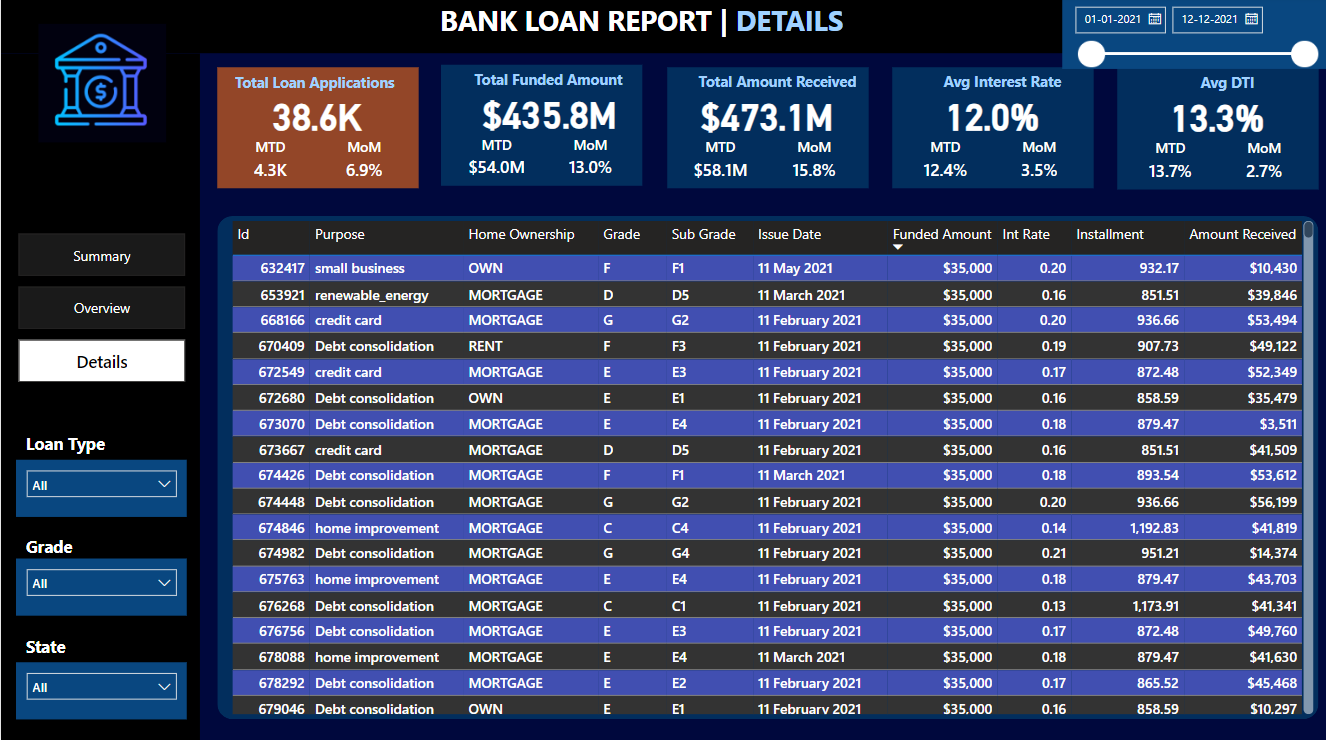 BANK LOAN REPORT | DETAILS
01-01-2021 12-12-2021
Total Loan Applications
38.6K
MTD MoM
4.3K 6.9%
Total Funded Amount
$435.8M
MTD MoM
$54.0M 13.0%
Total Amount Received
$473.1M
MTD MoM
$58.1M 15.8%
Avg Interest Rate
12.0%
MTD MoM
12.4% 3.5%
Avg DTI
13.3%
MTD MoM
13.7% 2.7%
Summary
Overview
Details
Loan Type
All
Grade
All
State
All
Id Purpose Home Ownership Grade Sub Grade Issue Date Funded Amount Int Rate Installment Amount Received
632417 small business OWN F F1 11 May 2021 $35,000 0.20 932.17 $10,430
653921 renewable_energy MORTGAGE D D5 11 March 2021 $35,000 0.16 851.51 $39,846
668166 credit card MORTGAGE G G2 11 February 2021 $35,000 0.20 936.66 $53,494
670409 Debt consolidation RENT F F3 11 February 2021 $35,000 0.19 907.73 $49,122
672549 credit card MORTGAGE E E3 11 February 2021 $35,000 0.17 872.48 $52,349
672680 Debt consolidation OWN E E1 11 February 2021 $35,000 0.16 858.59 $35,479
673070 Debt consolidation MORTGAGE E E4 11 February 2021 $35,000 0.18 879.47 $3,511
673667 credit card MORTGAGE D D5 11 February 2021 $35,000 0.16 851.51 $41,509
674426 Debt consolidation MORTGAGE F F1 11 March 2021 $35,000 0.18 893.54 $53,612
674448 Debt consolidation MORTGAGE G G2 11 February 2021 $35,000 0.20 936.66 $56,199
674846 home improvement MORTGAGE C C4 11 February 2021 $35,000 0.14 1,192.83 $41,819
674982 Debt consolidation MORTGAGE G G4 11 February 2021 $35,000 0.21 951.21 $14,374
675763 home improvement MORTGAGE E E4 11 February 2021 $35,000 0.18 879.47 $43,703
676268 Debt consolidation MORTGAGE C C1 11 February 2021 $35,000 0.13 1,173.91 $41,341
676756 Debt consolidation MORTGAGE E E3 11 February 2021 $35,000 0.17 872.48 $49,760
678088 home improvement MORTGAGE E E4 11 March 2021 $35,000 0.18 879.47 $41,630
678292 Debt consolidation MORTGAGE E E2 11 February 2021 $35,000 0.17 865.52 $45,468
679046 Debt consolidation OWN E E1 11 February 2021 $35,000 0.16 858.59 $10,297